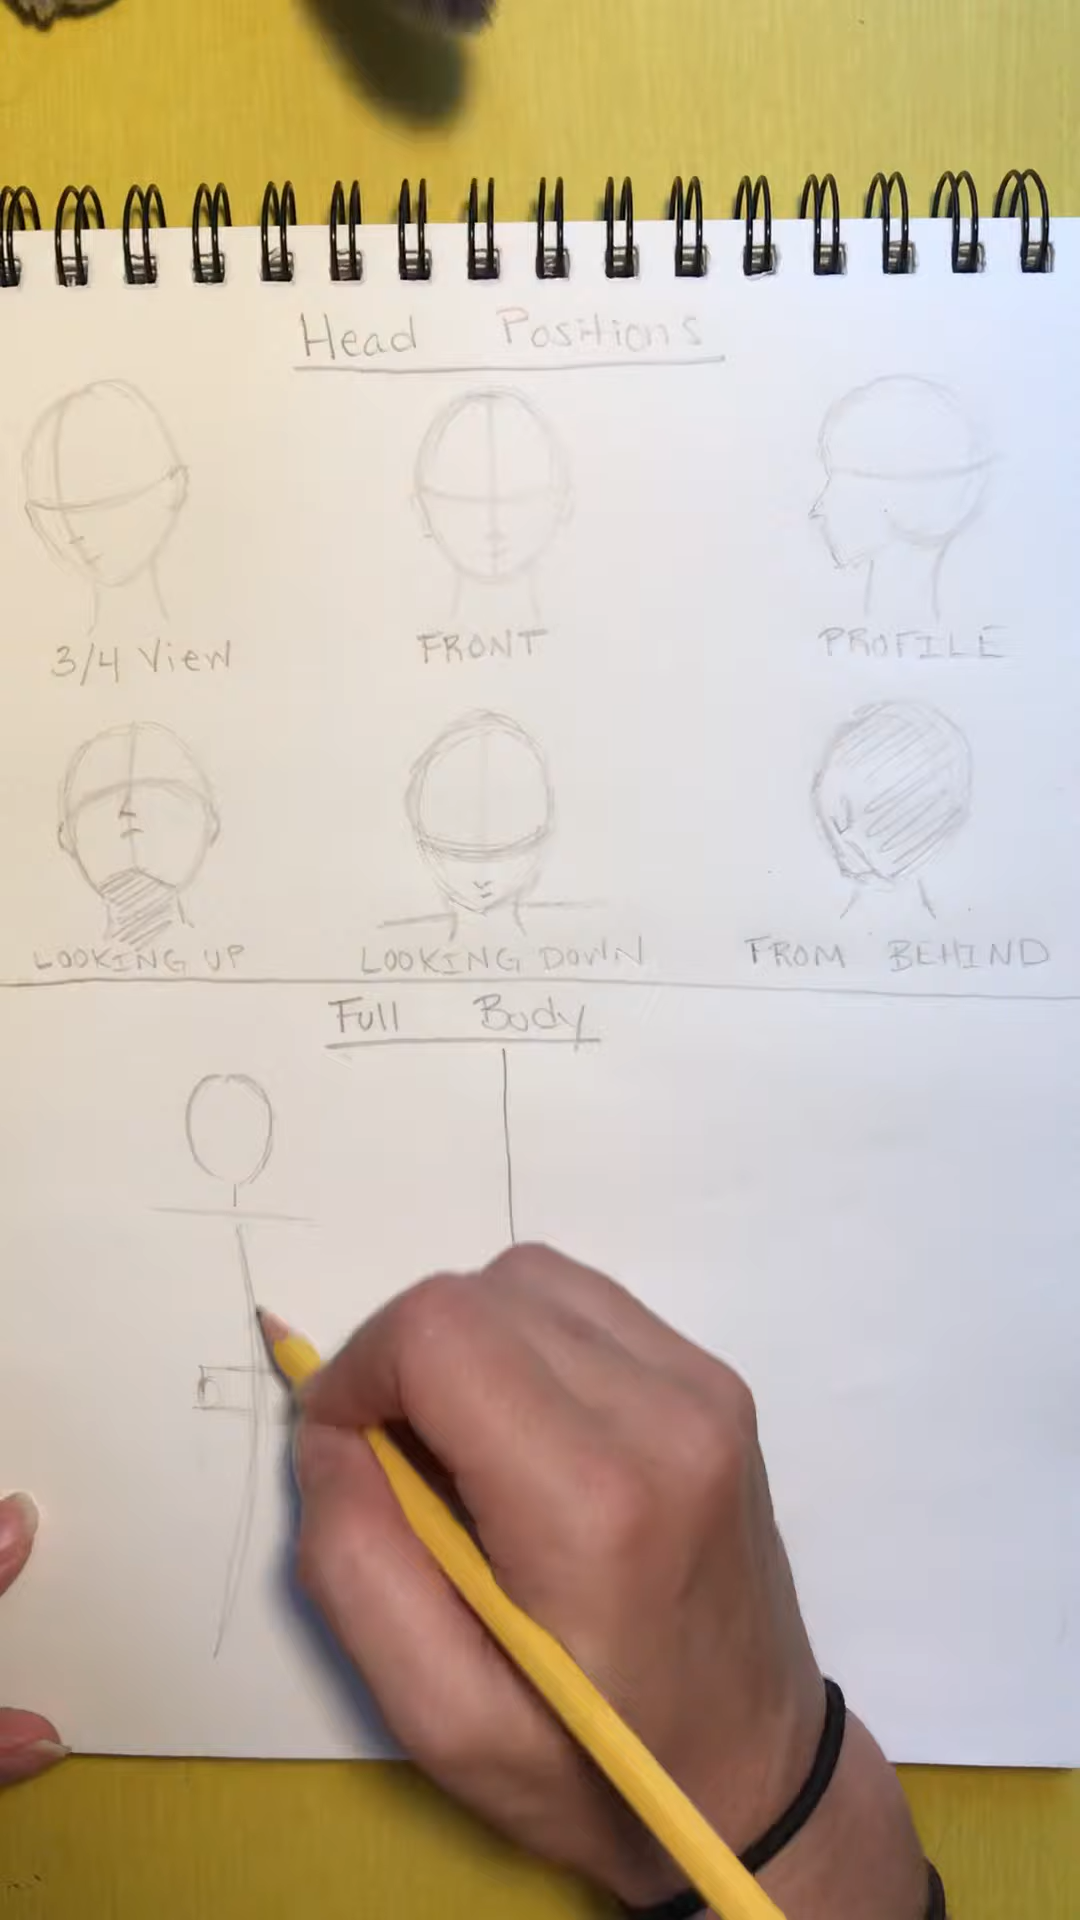 Head Positions
3/4 View
FRONT
PROFILE
LOOKING UP
LOOKING DOWN
FROM BEHIND
Full Body